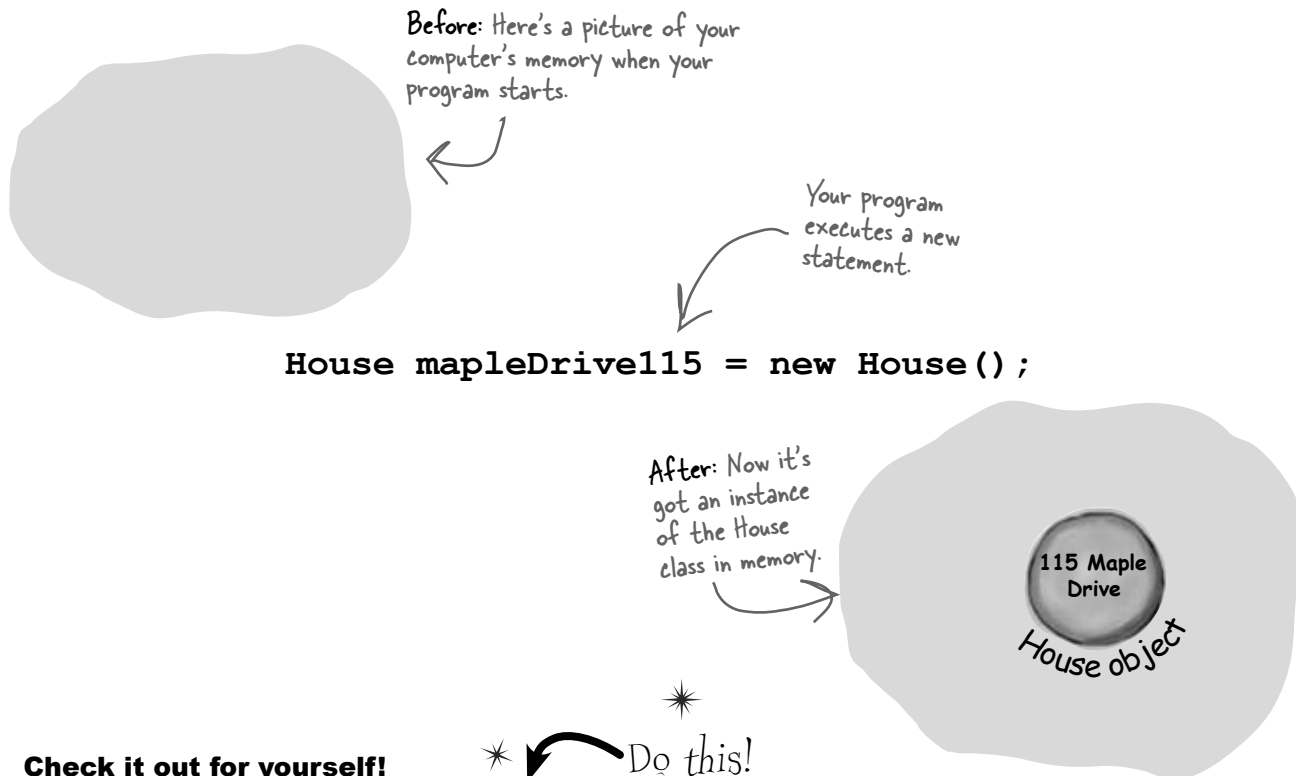 Before: Here's a picture of your
computer's memory when your
program starts.
Your program
executes a new
statement.
House mapleDrive115 = new House();
After: Now it's
got an instance
of the House
class in memory.
115 Maple
Drive
House object
Do this!
Check it out for yourself!